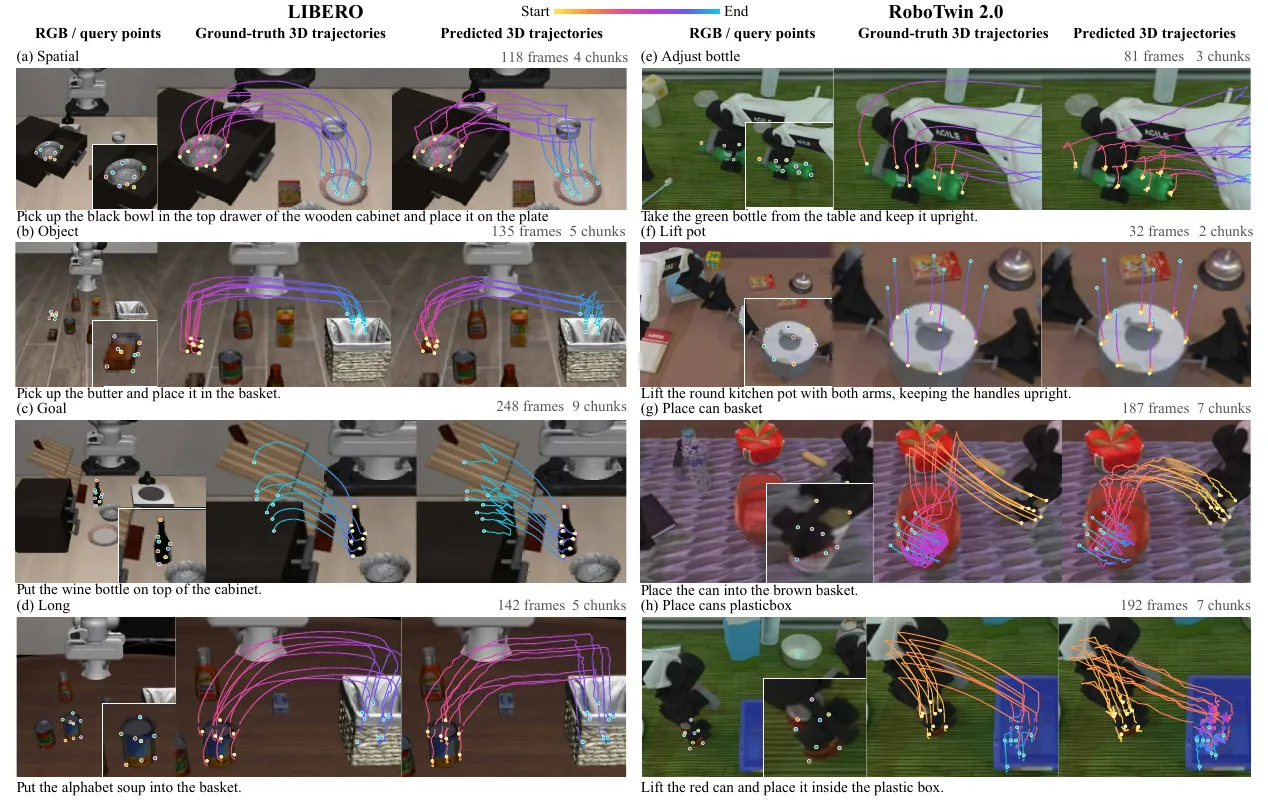 LIBERO
Start
End
RoboTwin 2.0
RGB / query points
Ground-truth 3D trajectories
Predicted 3D trajectories
RGB / query points
Ground-truth 3D trajectories
Predicted 3D trajectories
(a) Spatial
118 frames 4 chunks
Pick up the black bowl in the top drawer of the wooden cabinet and place it on the plate
(b) Object
135 frames 5 chunks
Pick up the butter and place it in the basket.
(c) Goal
248 frames 9 chunks
Put the wine bottle on top of the cabinet.
(d) Long
142 frames 5 chunks
Put the alphabet soup into the basket.
(e) Adjust bottle
81 frames 3 chunks
AGILE
AGILE
Take the green bottle from the table and keep it upright.
(f) Lift pot
32 frames 2 chunks
Lift the round kitchen pot with both arms, keeping the handles upright.
(g) Place can basket
187 frames 7 chunks
Place the can into the brown basket.
(h) Place cans plasticbox
192 frames 7 chunks
Lift the red can and place it inside the plastic box.